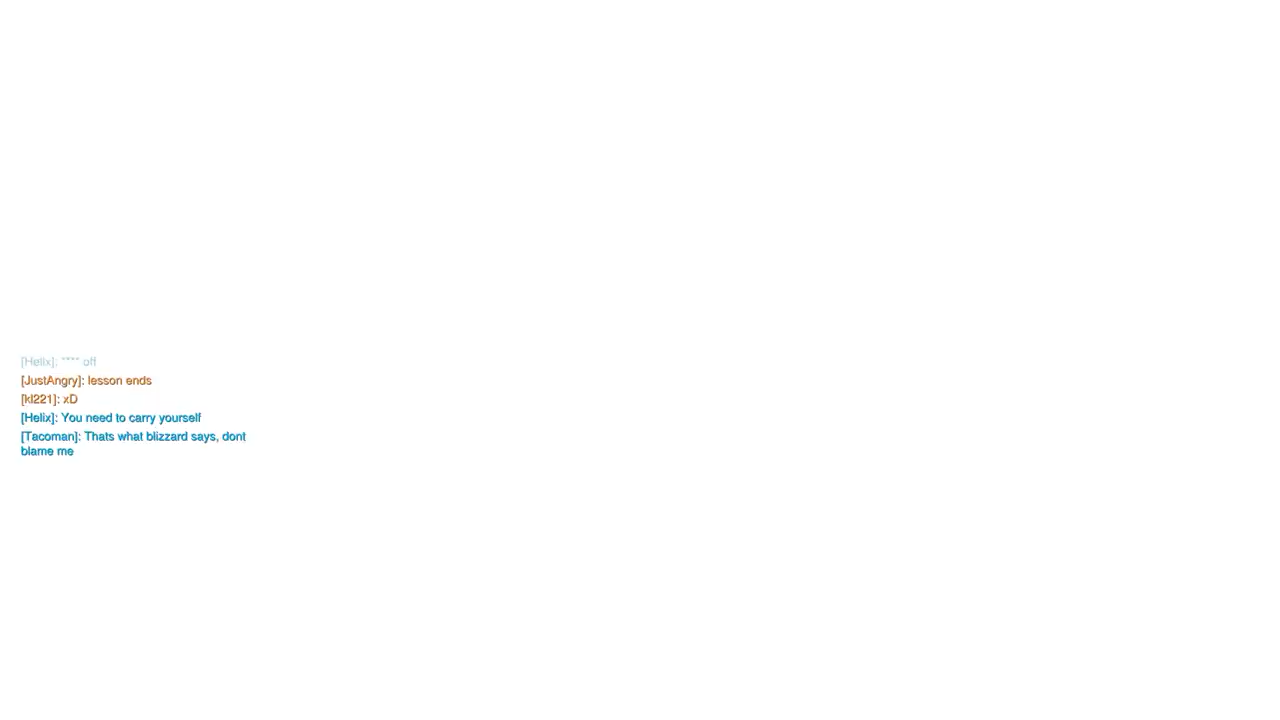 [Helix]: **** off
[JustAngry]: lesson ends
[kl221]: xD
[Helix]: You need to carry yourself
[Tacoman]: Thats what blizzard says, dont
blame me